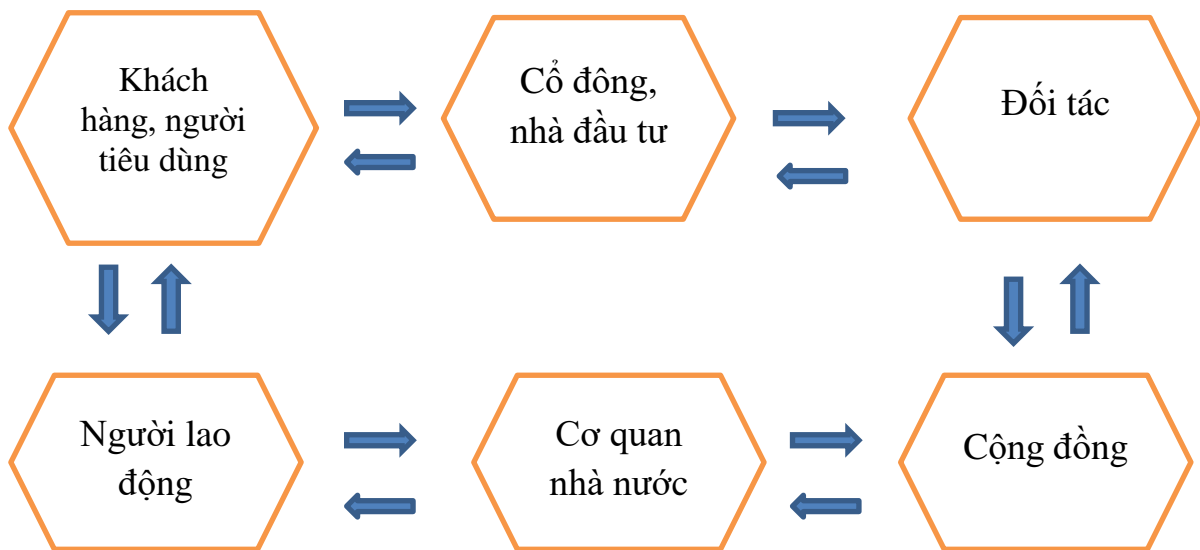 Khách
hàng, người
tiêu dùng
Cổ đông,
nhà đầu tư
Đối tác
Người lao
động
Cơ quan
nhà nước
Cộng đồng